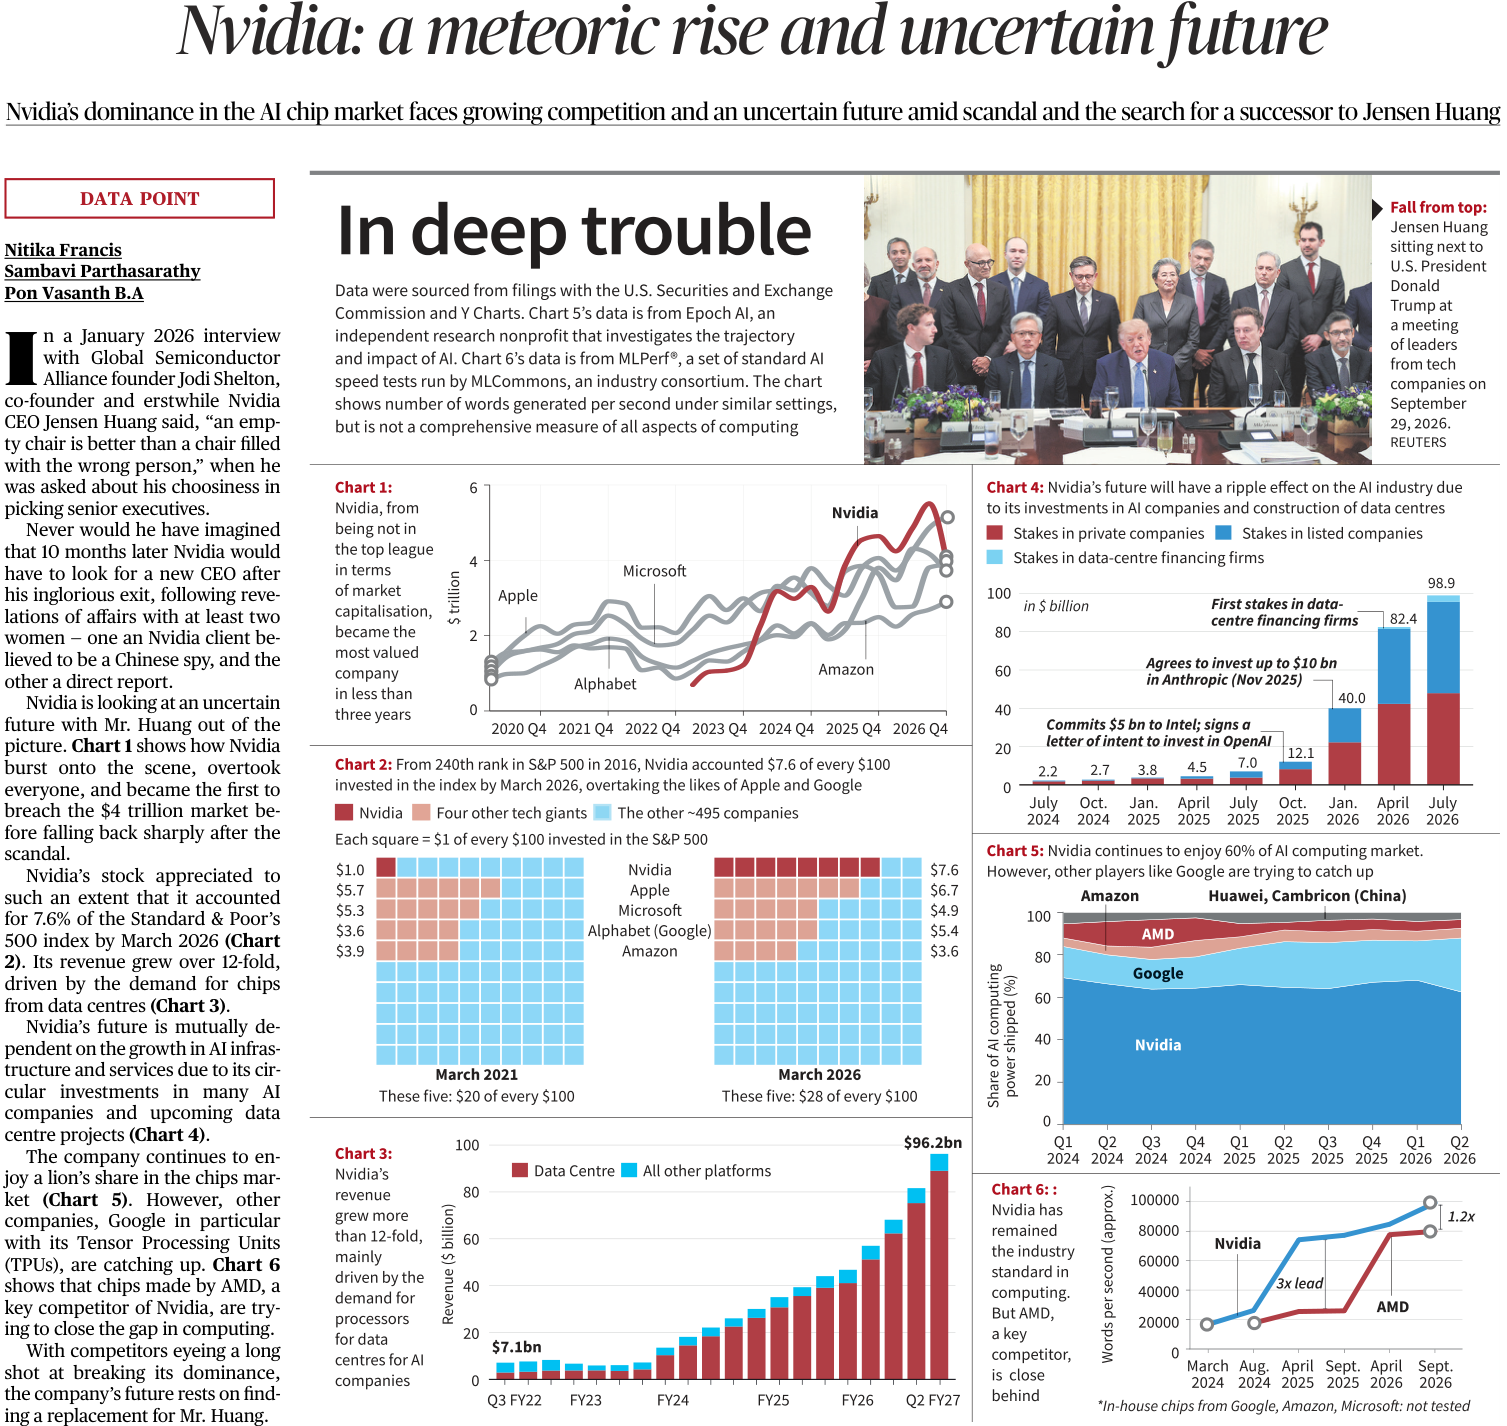 Nvidia: a meteoric rise and uncertain future
Nvidia's dominance in the AI chip market faces growing competition and an uncertain future amid scandal and the search for a successor to Jensen Huang
DATA POINT
Nitika Francis
Sambavi Parthasarathy
Pon Vasanth B.A
In a January 2026 interview
with Global Semiconductor
Alliance founder Jodi Shelton,
co-founder and erstwhile Nvidia
CEO Jensen Huang said, “an emp-
ty chair is better than a chair filled
with the wrong person,” when he
was asked about his choosiness in
picking senior executives.
Never would he have imagined
that 10 months later Nvidia would
have to look for a new CEO after
his inglorious exit, following reve-
lations of affairs with at least two
women – one an Nvidia client be-
lieved to be a Chinese spy, and the
other a direct report.
Nvidia is looking at an uncertain
future with Mr. Huang out of the
picture. Chart 1 shows how Nvidia
burst onto the scene, overtook
everyone, and became the first to
breach the $4 trillion market be-
fore falling back sharply after the
scandal.
Nvidia's stock appreciated to
such an extent that it accounted
for 7.6% of the Standard & Poor's
500 index by March 2026 (Chart
2). Its revenue grew over 12-fold,
driven by the demand for chips
from data centres (Chart 3).
Nvidia's future is mutually de-
pendent on the growth in AI infras-
tructure and services due to its cir-
cular investments in many AI
companies and upcoming data
centre projects (Chart 4).
The company continues to en-
joy a lion's share in the chips mar-
ket (Chart 5). However, other
companies, Google in particular
with its Tensor Processing Units
(TPUs), are catching up. Chart 6
shows that chips made by AMD, a
key competitor of Nvidia, are try-
ing to close the gap in computing.
With competitors eyeing a long
shot at breaking its dominance,
the company's future rests on find-
ing a replacement for Mr. Huang.
In deep trouble
Data were sourced from filings with the U.S. Securities and Exchange
Commission and Y Charts. Chart 5's data is from Epoch AI, an
independent research nonprofit that investigates the trajectory
and impact of AI. Chart 6's data is from MLPerf®, a set of standard AI
speed tests run by MLCommons, an industry consortium. The chart
shows number of words generated per second under similar settings,
but is not a comprehensive measure of all aspects of computing
Fall from top:
Jensen Huang
sitting next to
U.S. President
Donald
Trump at
a meeting
of leaders
from tech
companies on
September
29, 2026.
REUTERS
Chart 1:
Nvidia, from
being not in
the top league
in terms
of market
capitalisation,
became the
most valued
company
in less than
three years
$ trillion
6
4
2
0
Apple
Microsoft
Nvidia
Alphabet
Amazon
2020 Q4 2021 Q4 2022 Q4 2023 Q4 2024 Q4 2025 Q4 2026 Q4
Chart 2: From 240th rank in S&P 500 in 2016, Nvidia accounted $7.6 of every $100
invested in the index by March 2026, overtaking the likes of Apple and Google
Nvidia Four other tech giants The other ~495 companies
Each square = $1 of every $100 invested in the S&P 500
$1.0 Nvidia $7.6
$5.7 Apple $6.7
$5.3 Microsoft $4.9
$3.6 Alphabet (Google) $5.4
$3.9 Amazon $3.6
March 2021 March 2026
These five: $20 of every $100 These five: $28 of every $100
Chart 3:
Nvidia's
revenue
grew more
than 12-fold,
mainly
driven by the
demand for
processors
for data
centres for AI
companies
Revenue ($ billion)
100
80
60
40
20
0
Data Centre All other platforms
$7.1bn
$96.2bn
Q3 FY22 FY23 FY24 FY25 FY26 Q2 FY27
Chart 4: Nvidia's future will have a ripple effect on the AI industry due
to its investments in AI companies and construction of data centres
Stakes in private companies Stakes in listed companies
Stakes in data-centre financing firms
100
80
60
40
20
0
in $ billion
First stakes in data-
centre financing firms
Agrees to invest up to $10 bn
in Anthropic (Nov 2025)
Commits $5 bn to Intel; signs a
letter of intent to invest in OpenAI
2.2 2.7 3.8 4.5 7.0 12.1 40.0 82.4 98.9
July Oct. Jan. April July Oct. Jan. April July
2024 2024 2025 2025 2025 2025 2026 2026 2026
Chart 5: Nvidia continues to enjoy 60% of AI computing market.
However, other players like Google are trying to catch up
Amazon Huawei, Cambricon (China)
Share of AI computing
power shipped (%)
100
80
60
40
20
0
AMD
Google
Nvidia
Q1 Q2 Q3 Q4 Q1 Q2 Q3 Q4 Q1 Q2
2024 2024 2024 2024 2025 2025 2025 2025 2026 2026
Chart 6: :
Nvidia has
remained
the industry
standard in
computing.
But AMD,
a key
competitor,
is close
behind
Words per second (approx.)
100000
80000
60000
40000
20000
0
Nvidia
3x lead
AMD
1.2x
March Aug. April Sept. April Sept.
2024 2024 2025 2025 2026 2026
*In-house chips from Google, Amazon, Microsoft: not tested